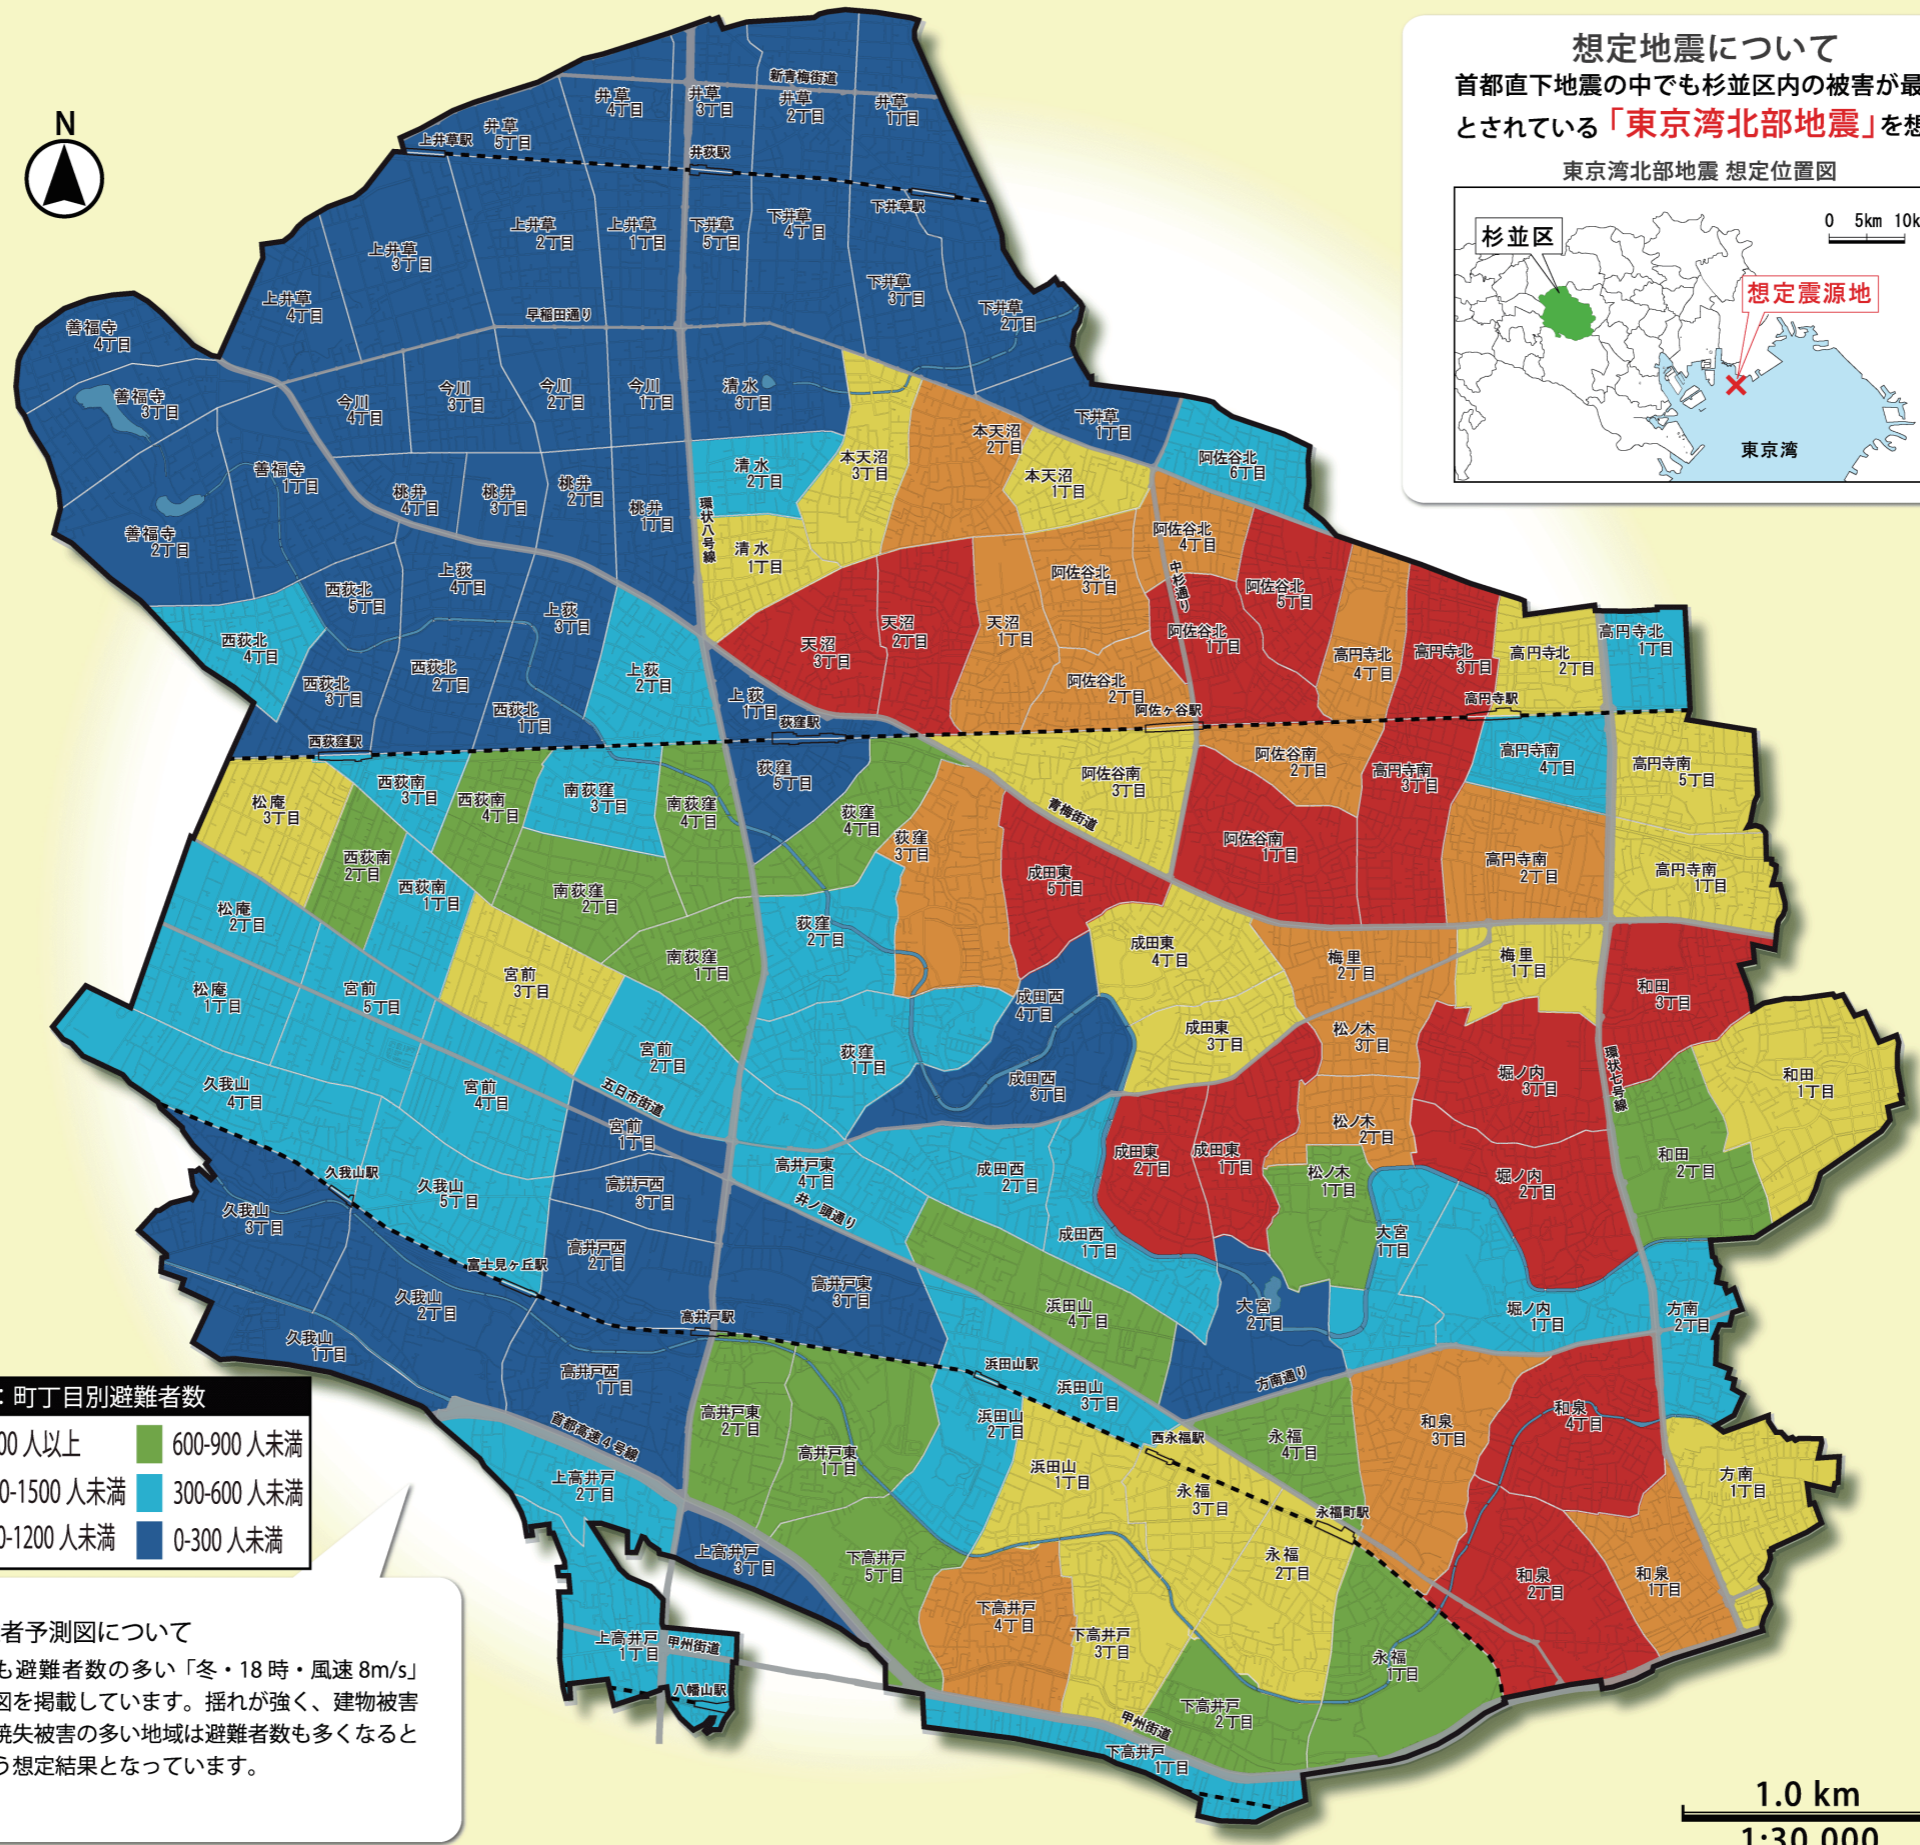 N
想定地震について
首都直下地震の中でも杉並区内の被害が最
とされている「東京湾北部地震」を想
東京湾北部地震 想定位置図
0 5km 10k
杉並区
想定震源地
東京湾
新青梅街道
井草 4丁目
井草 3丁目
井草 2丁目
井草 1丁目
井草 5丁目
上井草駅
井荻駅
下井草駅
上井草 3丁目
上井草 2丁目
上井草 1丁目
下井草 5丁目
下井草 4丁目
下井草 3丁目
下井草 2丁目
上井草 4丁目
早稲田通り
善福寺 4丁目
善福寺 3丁目
今川 4丁目
今川 3丁目
今川 2丁目
今川 1丁目
清水 3丁目
下井草 1丁目
本天沼 2丁目
本天沼 3丁目
本天沼 1丁目
阿佐谷北 6丁目
清水 2丁目
善福寺 1丁目
桃井 4丁目
桃井 3丁目
桃井 2丁目
桃井 1丁目
環状八号線
善福寺 2丁目
清水 1丁目
阿佐谷北 4丁目
中杉通り
阿佐谷北 3丁目
阿佐谷北 5丁目
西荻北 5丁目
上荻 4丁目
上荻 3丁目
天沼 3丁目
天沼 2丁目
天沼 1丁目
阿佐谷北 1丁目
高円寺北 4丁目
高円寺北 3丁目
高円寺北 2丁目
高円寺北 1丁目
西荻北 4丁目
西荻北 3丁目
西荻北 2丁目
西荻北 1丁目
上荻 2丁目
上荻 1丁目
阿佐谷北 2丁目
西荻窪駅
荻窪駅
阿佐ヶ谷駅
高円寺駅
松庵 3丁目
西荻南 3丁目
西荻南 4丁目
南荻窪 3丁目
南荻窪 4丁目
荻窪 5丁目
荻窪 4丁目
荻窪 3丁目
阿佐谷南 3丁目
青梅街道
阿佐谷南 2丁目
高円寺南 3丁目
高円寺南 4丁目
高円寺南 5丁目
西荻南 2丁目
西荻南 1丁目
南荻窪 2丁目
成田東 5丁目
阿佐谷南 1丁目
高円寺南 2丁目
高円寺南 1丁目
松庵 2丁目
荻窪 2丁目
南荻窪 1丁目
成田東 4丁目
梅里 2丁目
梅里 1丁目
松庵 1丁目
宮前 5丁目
宮前 3丁目
成田西 4丁目
成田東 3丁目
松ノ木 3丁目
和田 3丁目
宮前 2丁目
荻窪 1丁目
成田西 3丁目
堀ノ内 3丁目
環状七号線
和田 1丁目
久我山 4丁目
宮前 4丁目
五日市街道
宮前 1丁目
松ノ木 2丁目
久我山駅
久我山 5丁目
高井戸西 3丁目
高井戸東 4丁目
井ノ頭通り
成田西 2丁目
成田東 2丁目
成田東 1丁目
松ノ木 1丁目
堀ノ内 2丁目
和田 2丁目
久我山 3丁目
高井戸西 2丁目
成田西 1丁目
大宮 1丁目
富士見ヶ丘駅
久我山 2丁目
高井戸東 3丁目
高井戸駅
浜田山 4丁目
大宮 2丁目
堀ノ内 1丁目
方南 2丁目
久我山 1丁目
高井戸西 1丁目
浜田山駅
浜田山 3丁目
方南通り
首都高速4号線
高井戸東 2丁目
高井戸東 1丁目
浜田山 2丁目
西永福駅
永福 4丁目
和泉 3丁目
和泉 4丁目
浜田山 1丁目
永福 3丁目
永福町駅
方南 1丁目
上高井戸 2丁目
上高井戸 3丁目
下高井戸 5丁目
永福 2丁目
和泉 2丁目
和泉 1丁目
下高井戸 4丁目
下高井戸 3丁目
永福 1丁目
上高井戸 1丁目
甲州街道
八幡山駅
下高井戸 2丁目
甲州街道
下高井戸 1丁目
：町丁目別避難者数
00人以上
600-900人未満
0-1500人未満
300-600人未満
0-1200人未満
0-300人未満
者予測図について
も避難者数の多い「冬・18時・風速8m/s」
図を掲載しています。揺れが強く、建物被害
焼失被害の多い地域は避難者数も多くなると
う想定結果となっています。
1.0 km
1:30,000